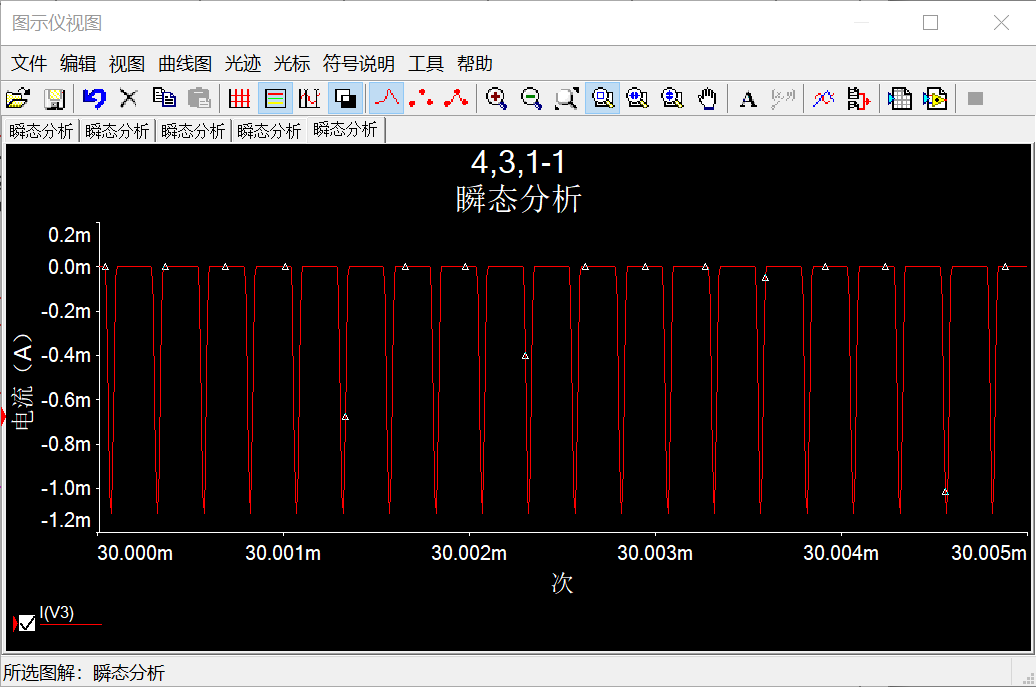 图示仪视图
文件 编辑 视图 曲线图 光迹 光标 符号说明 工具 帮助
A
瞬态分析 瞬态分析 瞬态分析 瞬态分析 瞬态分析
4,3,1-1
瞬态分析
0.2m
0.0m
-0.2m
-0.4m
-0.6m
-0.8m
-1.0m
-1.2m
电流（A）
30.000m 30.001m 30.002m 30.003m 30.004m 30.005m
次
I(V3)
所选图解：瞬态分析